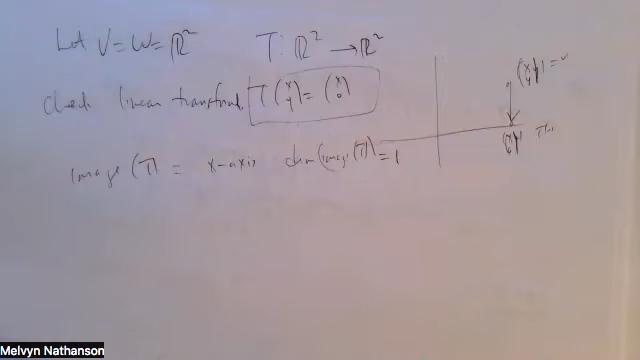 Let V = W = ℝ² T: ℝ² → ℝ²
Check linear transform. T(x y) = (x 0)
(x y) = v
(x 0)
image(T) = x-axis dim(image(T)) = 1
Melvyn Nathanson